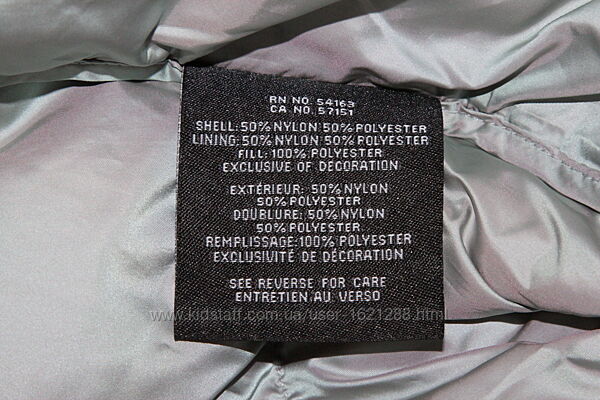 RN NO. 54163
CA NO. 57151
SHELL: 50% NYLON 50% POLYESTER
LINING: 50% NYLON 50% POLYESTER
FILL: 100% POLYESTER
EXCLUSIVE OF DECORATION
EXTÉRIEUR: 50% NYLON
50% POLYESTER
DOUBLURE: 50% NYLON
50% POLYESTER
REMPLISSAGE: 100% POLYESTER
EXCLUSIVITÉ DE DÉCORATION
SEE REVERSE FOR CARE
ENTRETIEN AU VERSO
www.kidstaff.com.ua/user-1621288.html